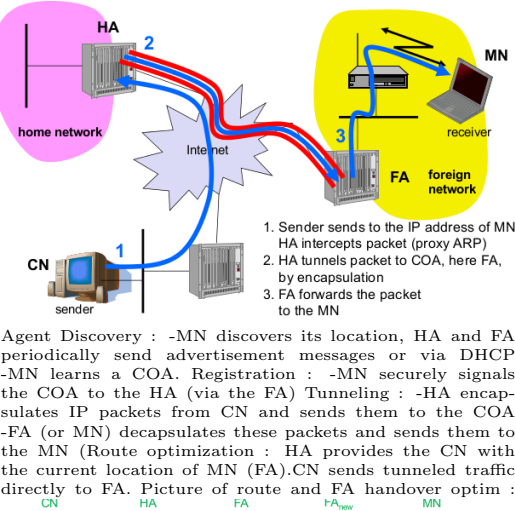 HA
2
MN
home network
Internet
3
receiver
FA
foreign
network
CN
1
sender
1. Sender sends to the IP address of MN
HA intercepts packet (proxy ARP)
2. HA tunnels packet to COA, here FA,
by encapsulation
3. FA forwards the packet
to the MN
Agent Discovery : -MN discovers its location, HA and FA
periodically send advertisement messages or via DHCP
-MN learns a COA. Registration : -MN securely signals
the COA to the HA (via the FA) Tunneling : -HA encap-
sulates IP packets from CN and sends them to the COA
-FA (or MN) decapsulates these packets and sends them to
the MN (Route optimization : HA provides the CN with
the current location of MN (FA).CN sends tunneled traffic
directly to FA. Picture of route and FA handover optim :
CN HA FA FAnew MN